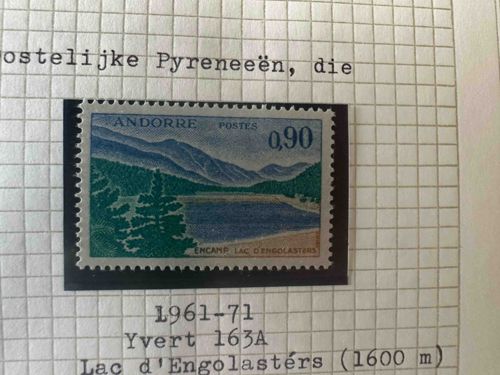 ostelijke Pyreneeën, die
ANDORRE POSTES 0,90
ENCAMP LAC D'ENGOLASTERS
1961-71
Yvert 163A
Lac d'Engolastérs (1600 m)